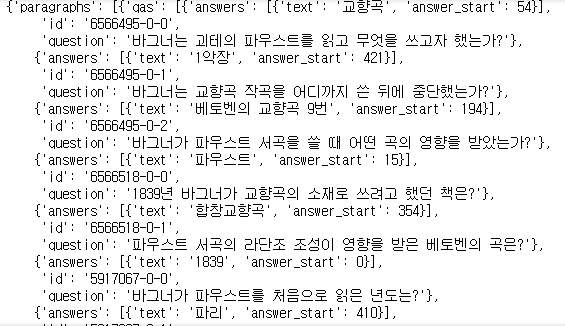 {'paragraphs': [{'qas': [{'answers': [{'text': '교향곡', 'answer_start': 54}],
'id': '6566495-0-0',
'question': '바그너는 괴테의 파우스트를 읽고 무엇을 쓰고자 했는가?'},
{'answers': [{'text': '1악장', 'answer_start': 421}],
'id': '6566495-0-1',
'question': '바그너는 교향곡 작곡을 어디까지 쓴 뒤에 중단했는가?'},
{'answers': [{'text': '베토벤의 교향곡 9번', 'answer_start': 194}],
'id': '6566495-0-2',
'question': '바그너가 파우스트 서곡을 쓸 때 어떤 곡의 영향을 받았는가?'},
{'answers': [{'text': '파우스트', 'answer_start': 15}],
'id': '6566518-0-0',
'question': '1839년 바그너가 교향곡의 소재로 쓰려고 했던 책은?'},
{'answers': [{'text': '합창교향곡', 'answer_start': 354}],
'id': '6566518-0-1',
'question': '파우스트 서곡의 라단조 조성이 영향을 받은 베토벤의 곡은?'},
{'answers': [{'text': '1839', 'answer_start': 0}],
'id': '5917067-0-0',
'question': '바그너가 파우스트를 처음으로 읽은 년도는?'},
{'answers': [{'text': '파리', 'answer_start': 410}],